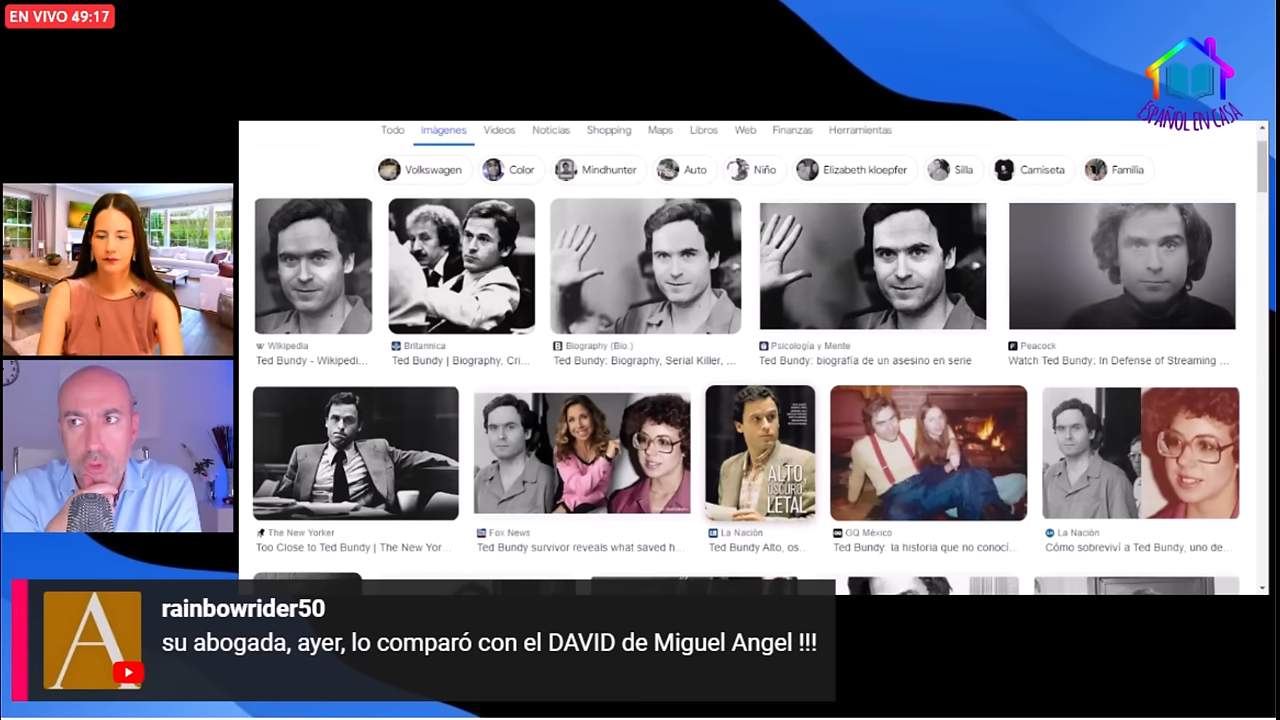 EN VIVO 49:17
ESPAÑOL EN CASA
Todo Imágenes Videos Noticias Shopping Maps Libros Web Finanzas Herramientas
Volkswagen Color Mindhunter Auto Niño Elizabeth kloepfer Silla Camiseta Familia
W Wikipedia
Ted Bundy - Wikipedi...
Britannica
Ted Bundy | Biography, Cri...
B Biography (Bio.)
Ted Bundy: Biography, Serial Killer, ...
Psicología y Mente
Ted Bundy: biografía de un asesino en serie
Peacock
Watch Ted Bundy: In Defense of Streaming ...
ALTO,
OSCURO,
LETAL
The New Yorker
Too Close to Ted Bundy | The New Yor...
Fox News
Ted Bundy survivor reveals what saved h...
LN La Nación
Ted Bundy Alto, os...
GQ GQ México
Ted Bundy la historia que no conocí...
La Nación
Cómo sobreviví a Ted Bundy, uno de...
A
rainbowrider50
su abogada, ayer, lo comparó con el DAVID de Miguel Angel !!!